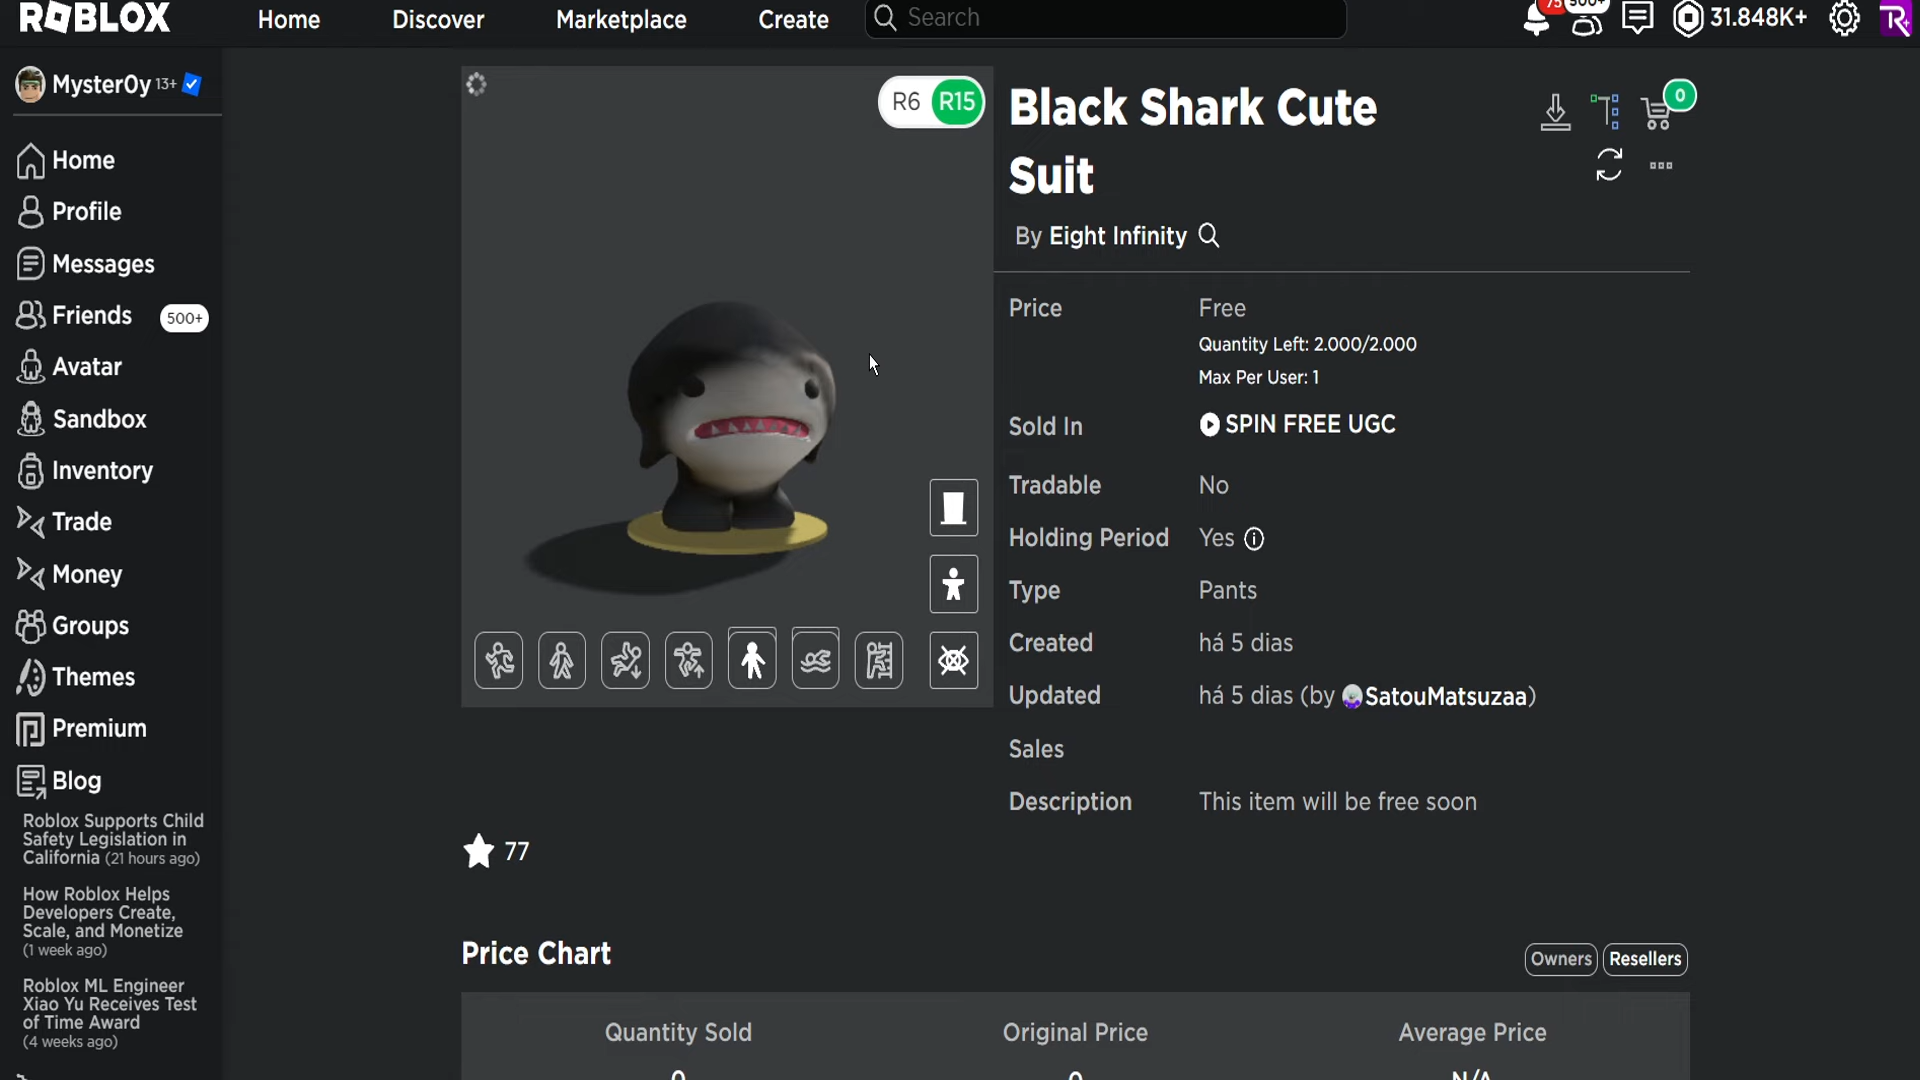 ROBLOX
Home
Discover
Marketplace
Create
Search
75
500+
31.848K+
MysterOy 13+
Home
Profile
Messages
Friends
500+
Avatar
Sandbox
Inventory
Trade
Money
Groups
Themes
Premium
Blog
Roblox Supports Child
Safety Legislation in
California (21 hours ago)
How Roblox Helps
Developers Create,
Scale, and Monetize
(1 week ago)
Roblox ML Engineer
Xiao Yu Receives Test
of Time Award
(4 weeks ago)
R6
R15
Black Shark Cute
Suit
0
By Eight Infinity
Price
Free
Quantity Left: 2.000/2.000
Max Per User: 1
Sold In
SPIN FREE UGC
Tradable
No
Holding Period
Yes
Type
Pants
Created
há 5 dias
Updated
há 5 dias (by SatouMatsuzaa)
Sales
Description
This item will be free soon
77
Price Chart
Owners
Resellers
Quantity Sold
Original Price
Average Price
0
0
N/A